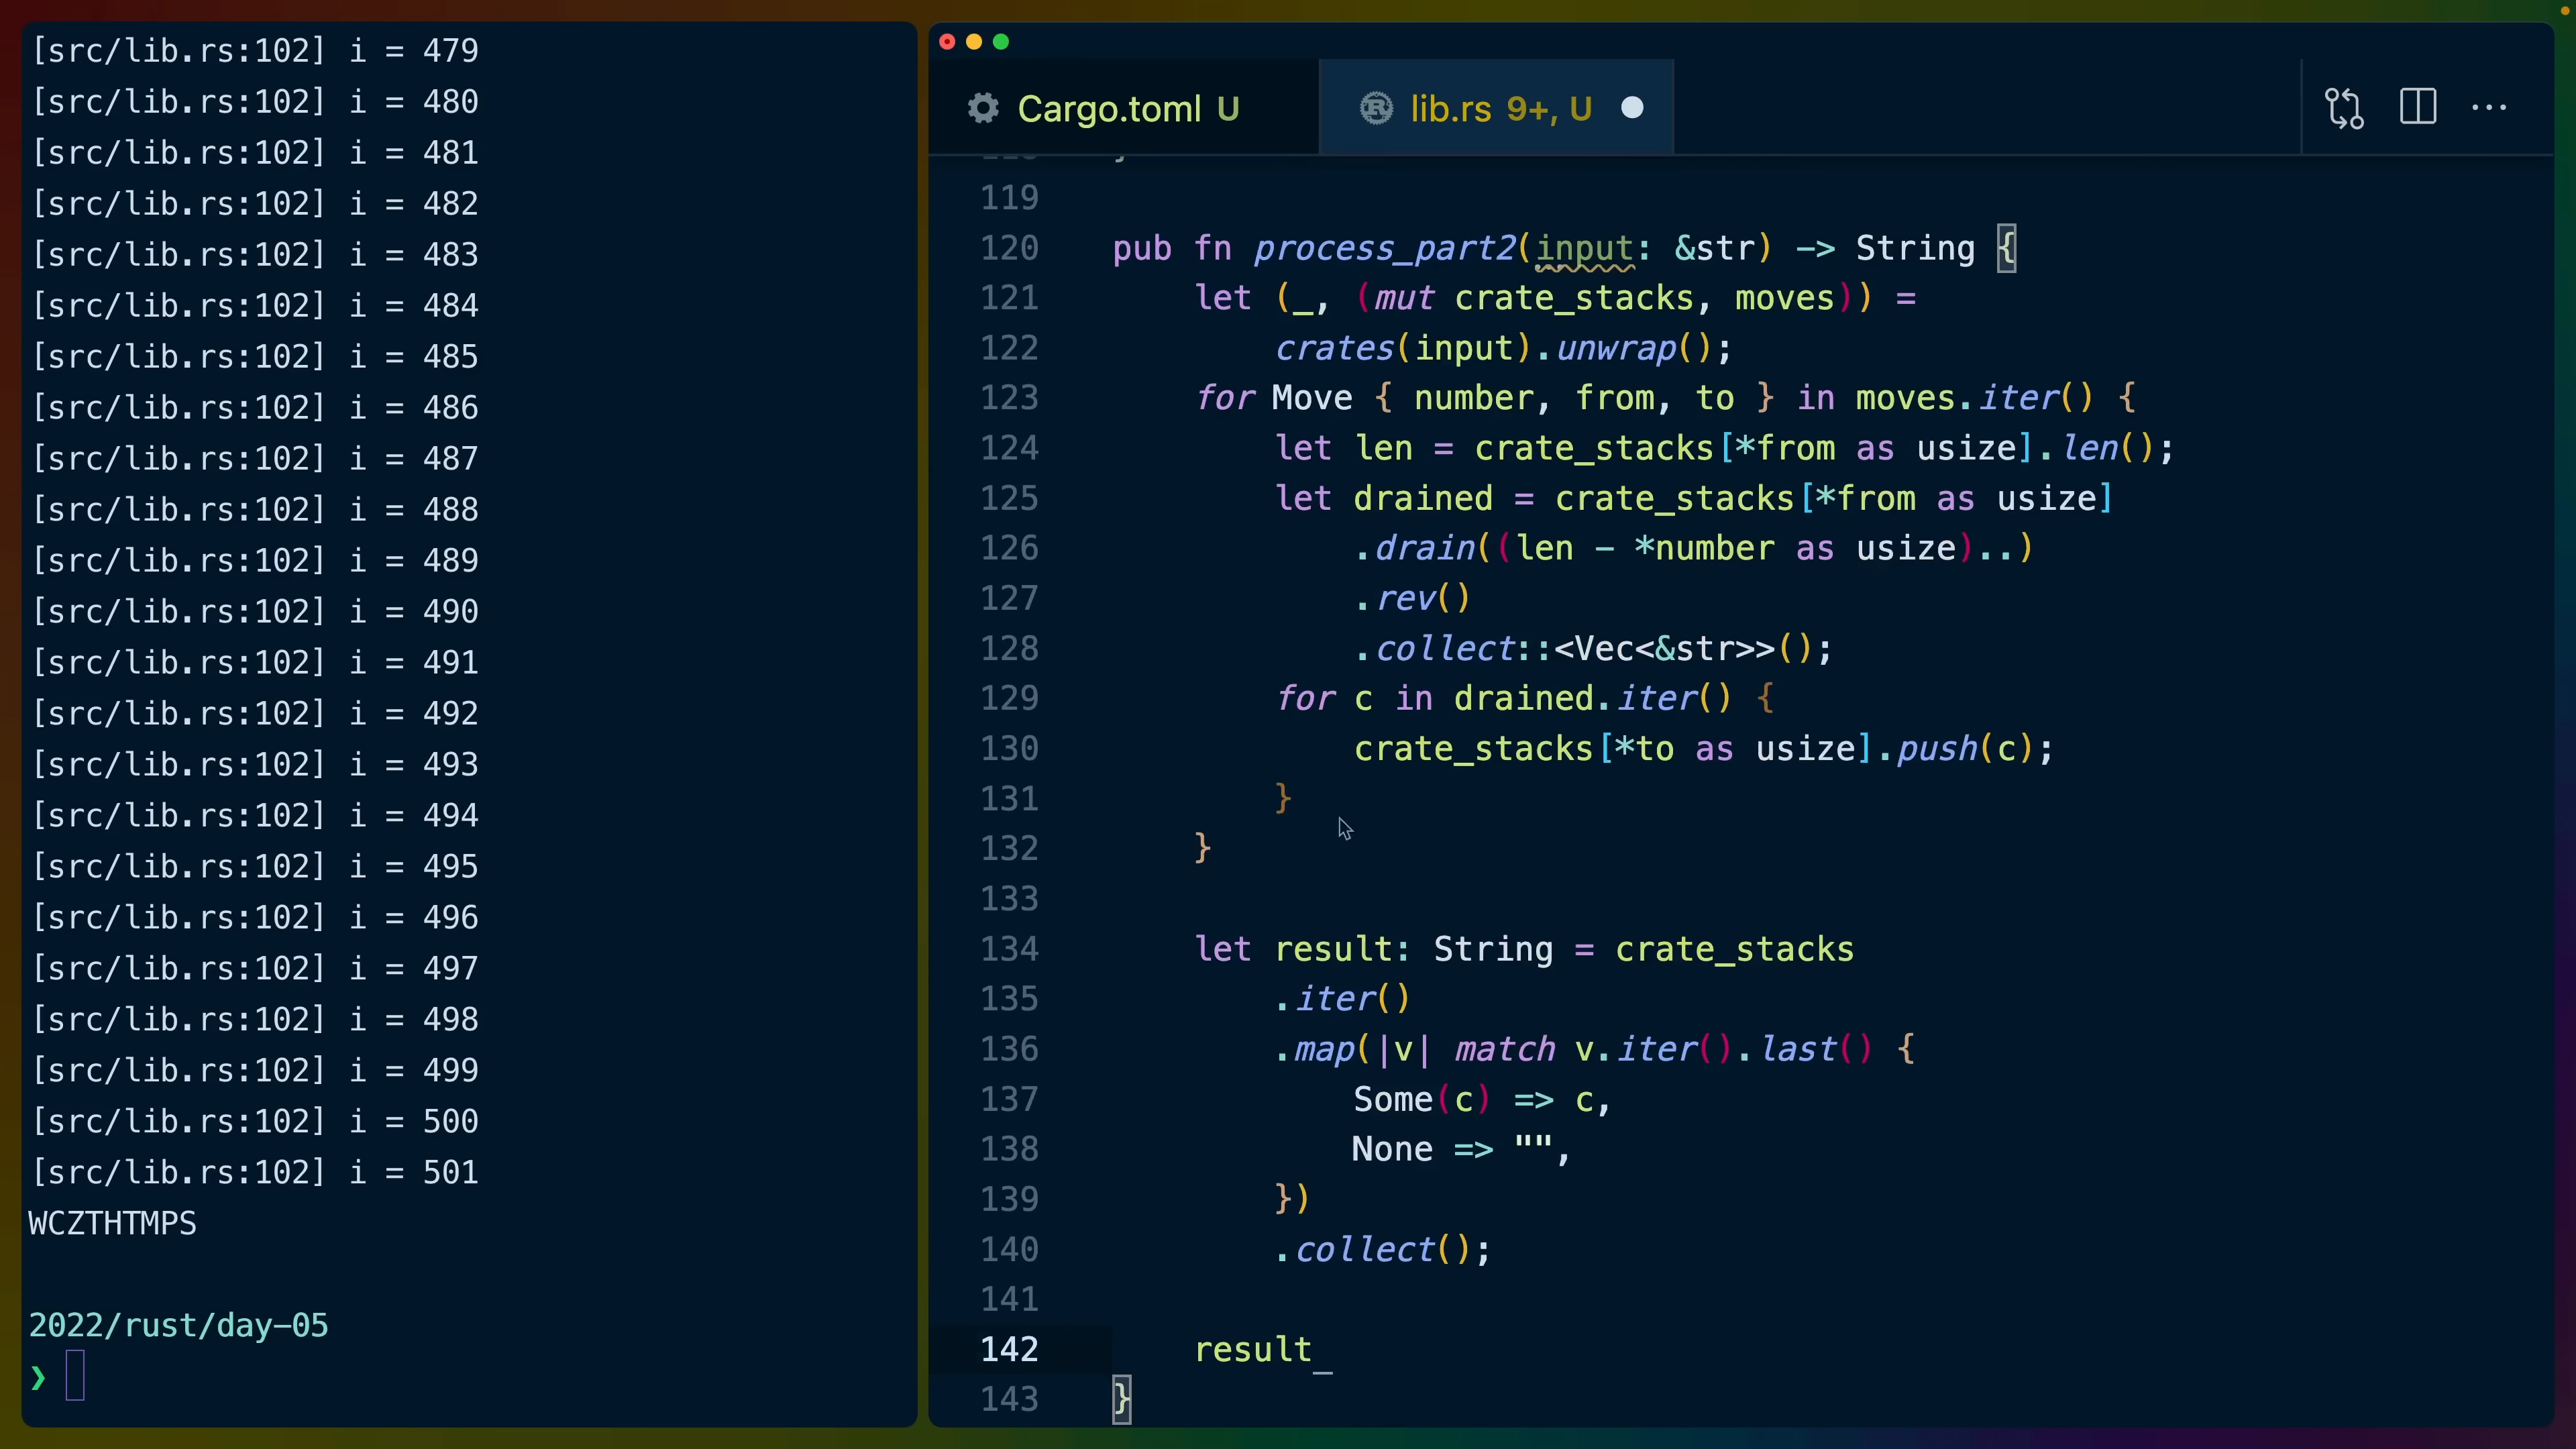 [src/lib.rs:102] i = 479
[src/lib.rs:102] i = 480
[src/lib.rs:102] i = 481
[src/lib.rs:102] i = 482
[src/lib.rs:102] i = 483
[src/lib.rs:102] i = 484
[src/lib.rs:102] i = 485
[src/lib.rs:102] i = 486
[src/lib.rs:102] i = 487
[src/lib.rs:102] i = 488
[src/lib.rs:102] i = 489
[src/lib.rs:102] i = 490
[src/lib.rs:102] i = 491
[src/lib.rs:102] i = 492
[src/lib.rs:102] i = 493
[src/lib.rs:102] i = 494
[src/lib.rs:102] i = 495
[src/lib.rs:102] i = 496
[src/lib.rs:102] i = 497
[src/lib.rs:102] i = 498
[src/lib.rs:102] i = 499
[src/lib.rs:102] i = 500
[src/lib.rs:102] i = 501
WCZTHTMPS
2022/rust/day-05
❯
Cargo.toml U
lib.rs 9+, U
119
120 pub fn process_part2(input: &str) -> String {
121     let (_, (mut crate_stacks, moves)) =
122         crates(input).unwrap();
123     for Move { number, from, to } in moves.iter() {
124         let len = crate_stacks[*from as usize].len();
125         let drained = crate_stacks[*from as usize]
126             .drain((len - *number as usize)..)
127             .rev()
128             .collect::<Vec<&str>>();
129         for c in drained.iter() {
130             crate_stacks[*to as usize].push(c);
131         }
132     }
133
134     let result: String = crate_stacks
135         .iter()
136         .map(|v| match v.iter().last() {
137             Some(c) => c,
138             None => "",
139         })
140         .collect();
141
142     result
143 }